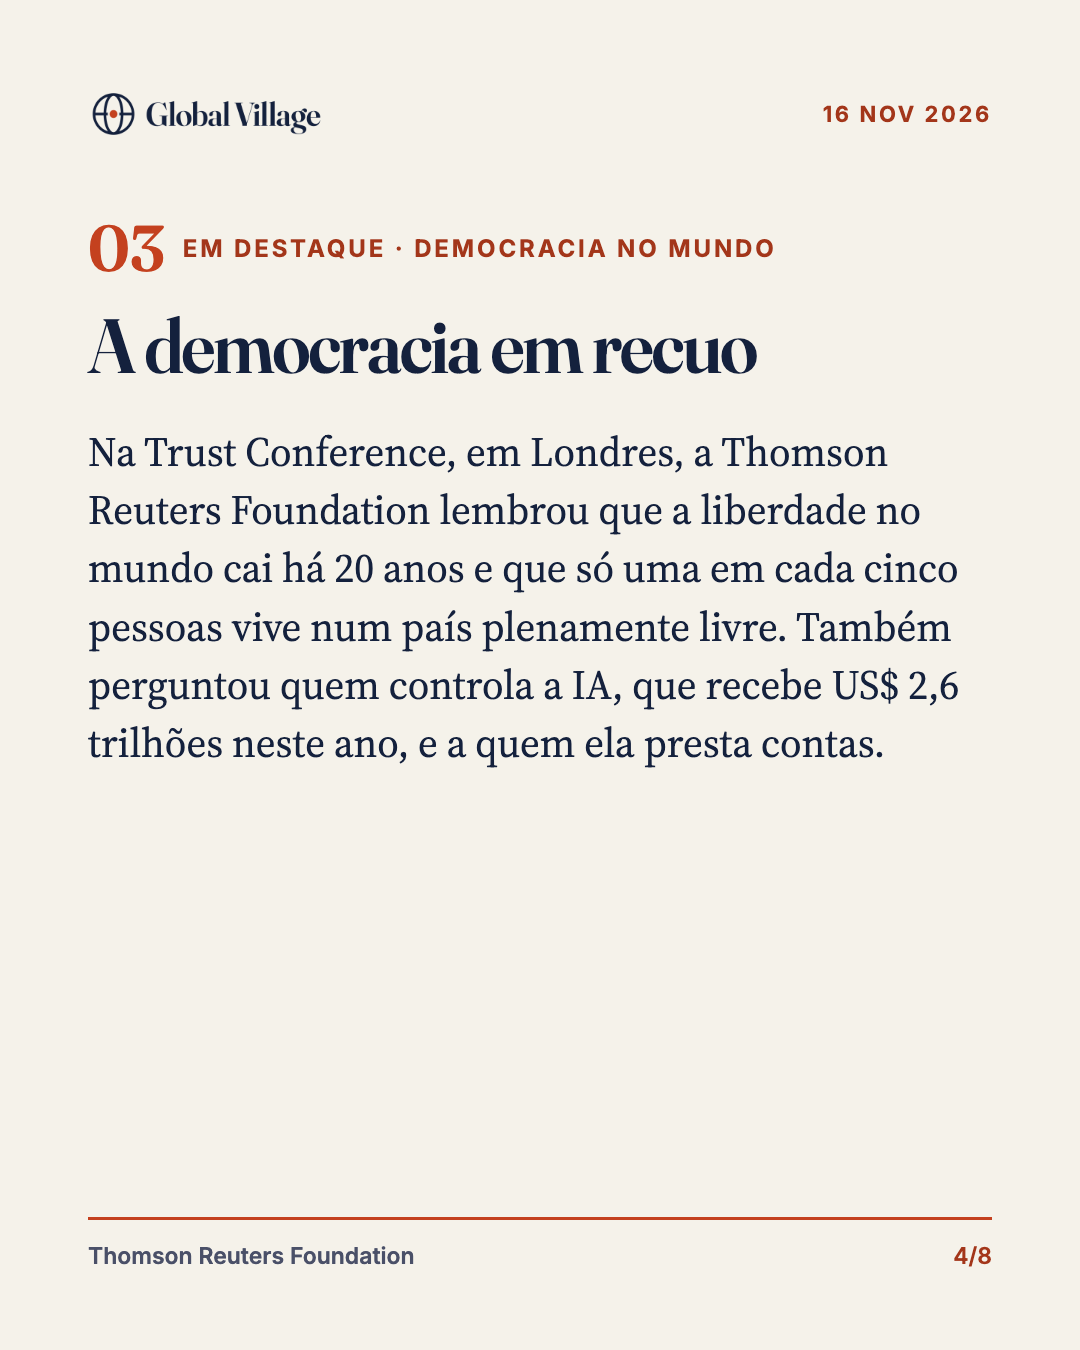 Global Village
16 NOV 2026
03 EM DESTAQUE · DEMOCRACIA NO MUNDO
A democracia em recuo
Na Trust Conference, em Londres, a Thomson
Reuters Foundation lembrou que a liberdade no
mundo cai há 20 anos e que só uma em cada cinco
pessoas vive num país plenamente livre. Também
perguntou quem controla a IA, que recebe US$ 2,6
trilhões neste ano, e a quem ela presta contas.
Thomson Reuters Foundation
4/8